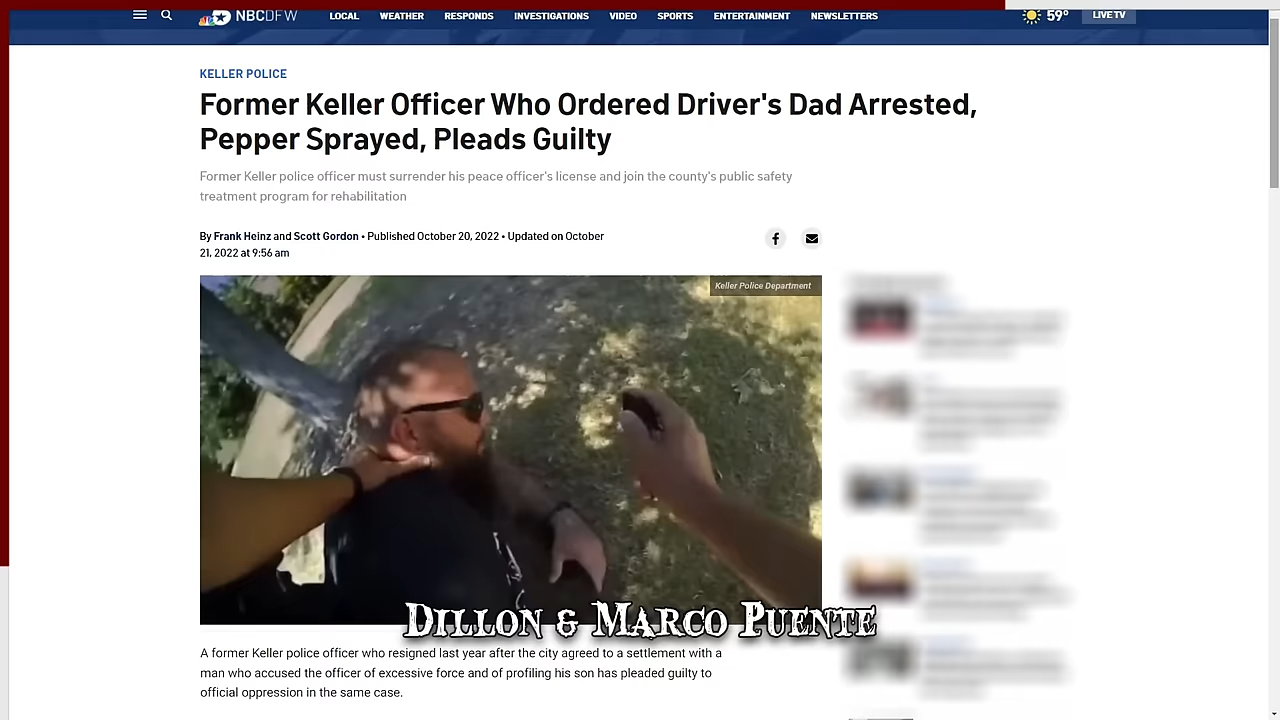 NBCDFW
LOCAL WEATHER RESPONDS INVESTIGATIONS VIDEO SPORTS ENTERTAINMENT NEWSLETTERS
59°
LIVE TV
KELLER POLICE
Former Keller Officer Who Ordered Driver's Dad Arrested,
Pepper Sprayed, Pleads Guilty
Former Keller police officer must surrender his peace officer's license and join the county's public safety
treatment program for rehabilitation
By Frank Heinz and Scott Gordon • Published October 20, 2022 • Updated on October
21, 2022 at 9:56 am
Keller Police Department
Dillon & Marco Puente
A former Keller police officer who resigned last year after the city agreed to a settlement with a
man who accused the officer of excessive force and of profiling his son has pleaded guilty to
official oppression in the same case.